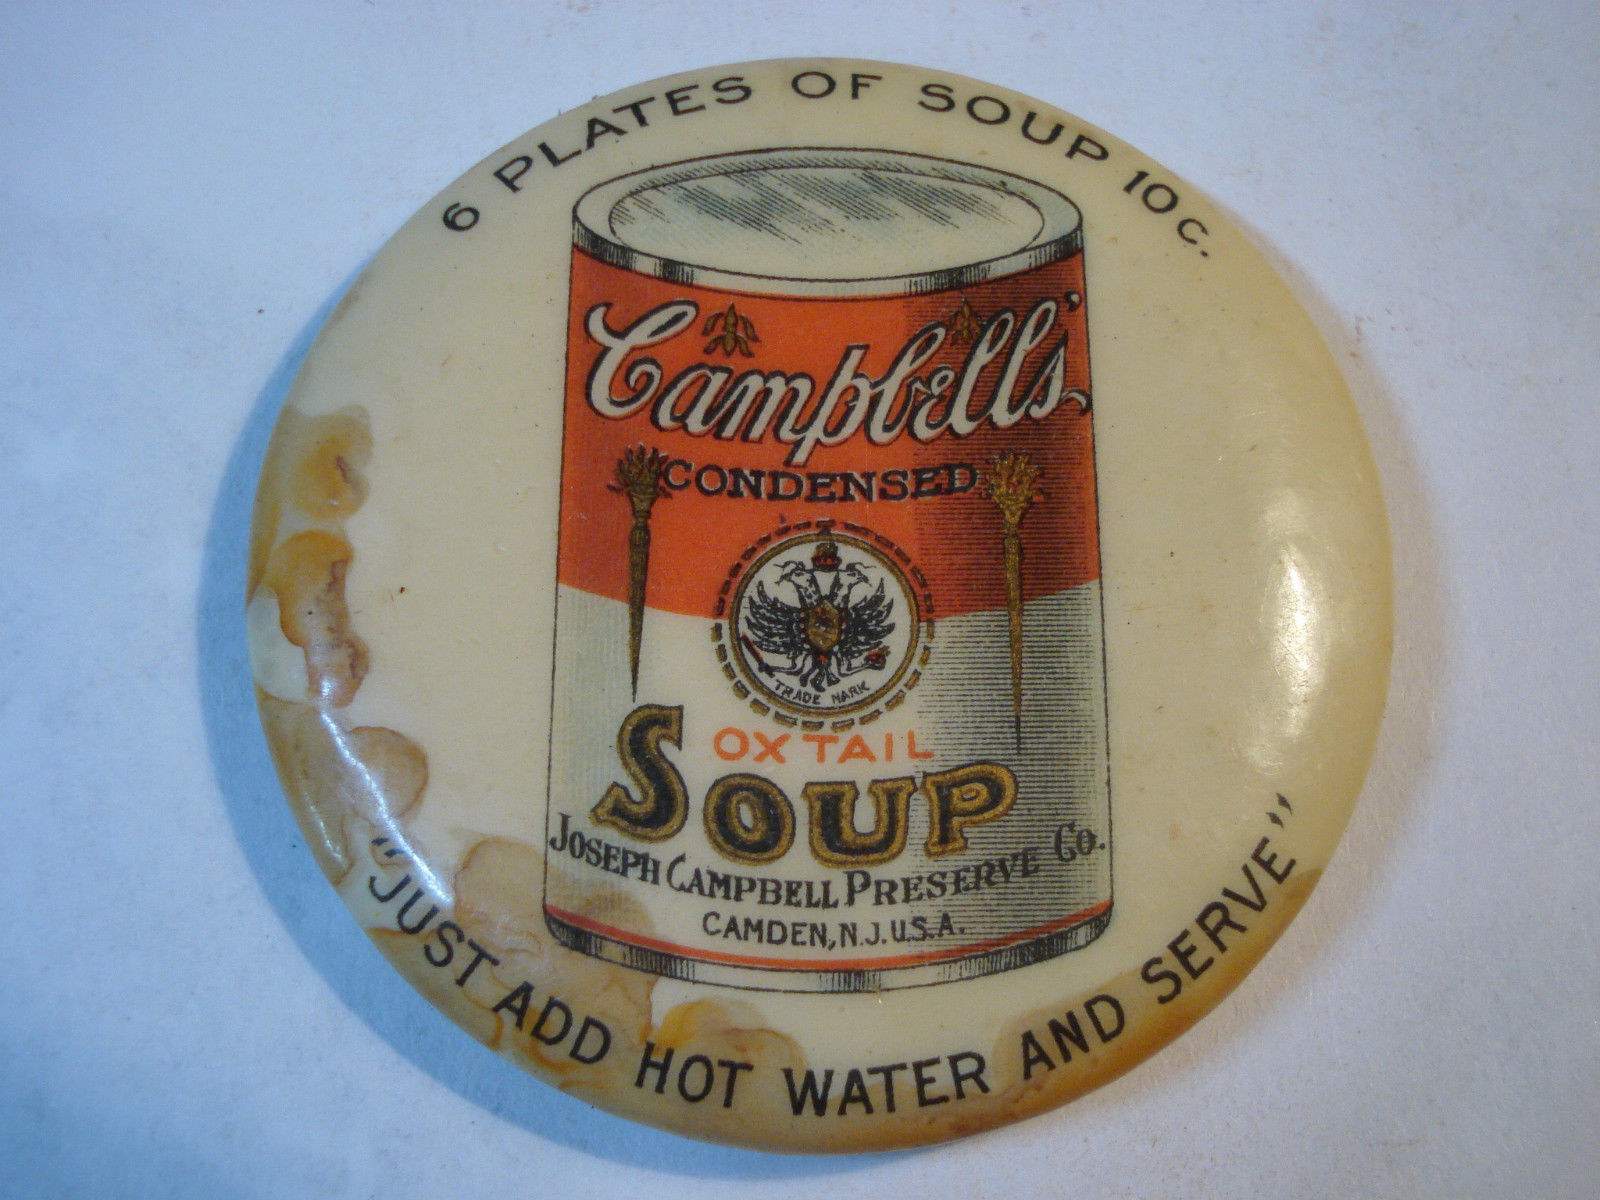 6 PLATES OF SOUP 10 C.
Campbell's
CONDENSED
TRADE MARK
OX TAIL
SOUP
JOSEPH CAMPBELL PRESERVE CO.
CAMDEN, N.J. U.S.A.
"JUST ADD HOT WATER AND SERVE"